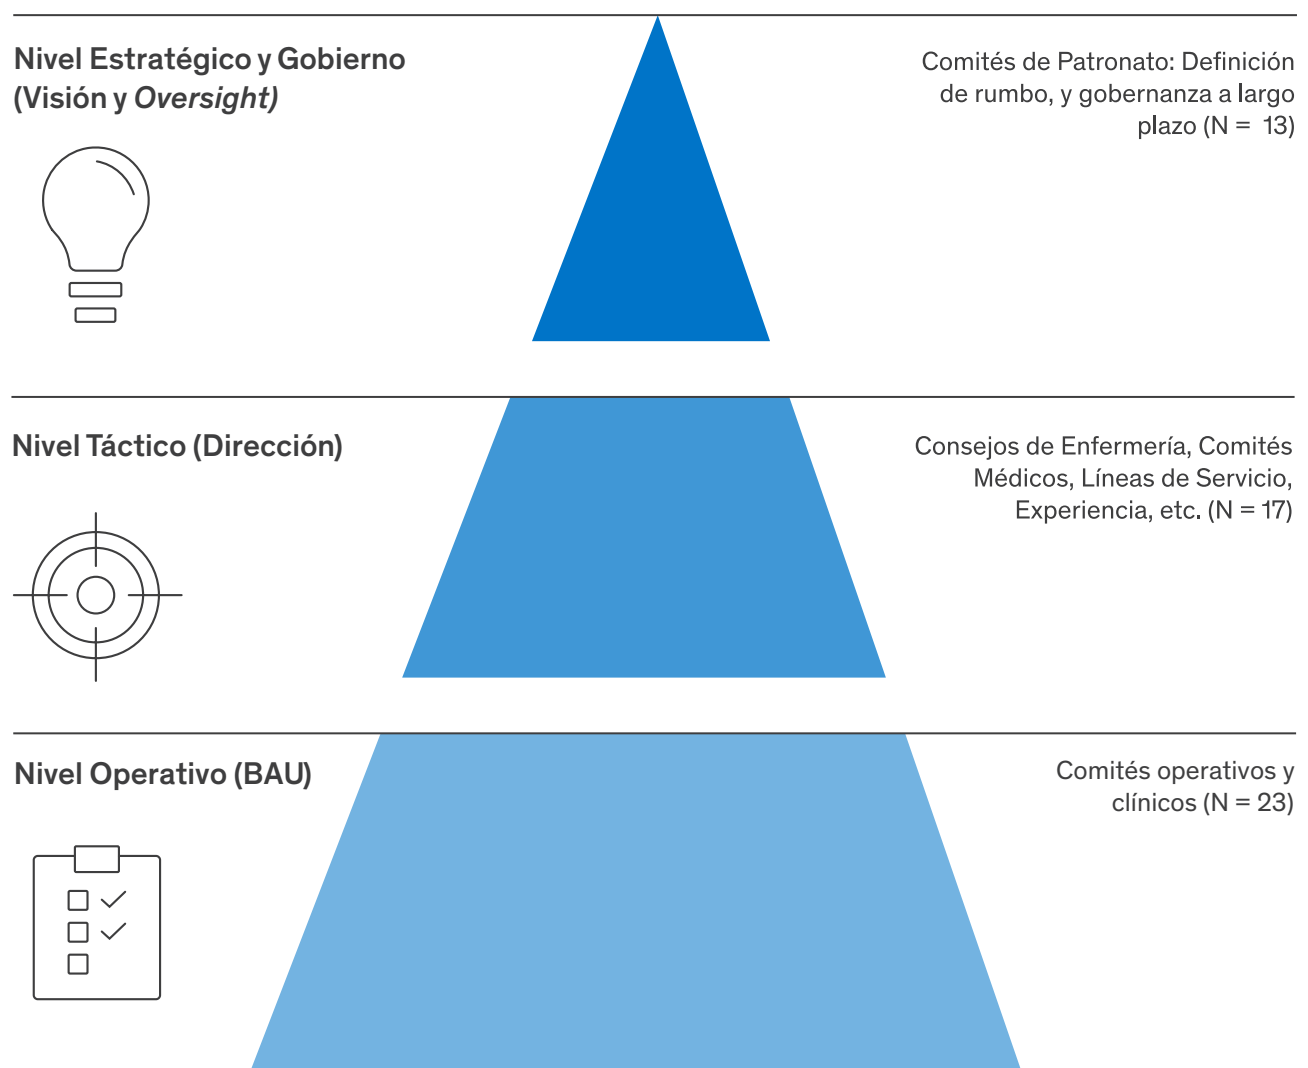 Nivel Estratégico y Gobierno
(Visión y Oversight)
Comités de Patronato: Definición
de rumbo, y gobernanza a largo
plazo (N = 13)
Nivel Táctico (Dirección)
Consejos de Enfermería, Comités
Médicos, Líneas de Servicio,
Experiencia, etc. (N = 17)
Nivel Operativo (BAU)
Comités operativos y
clínicos (N = 23)